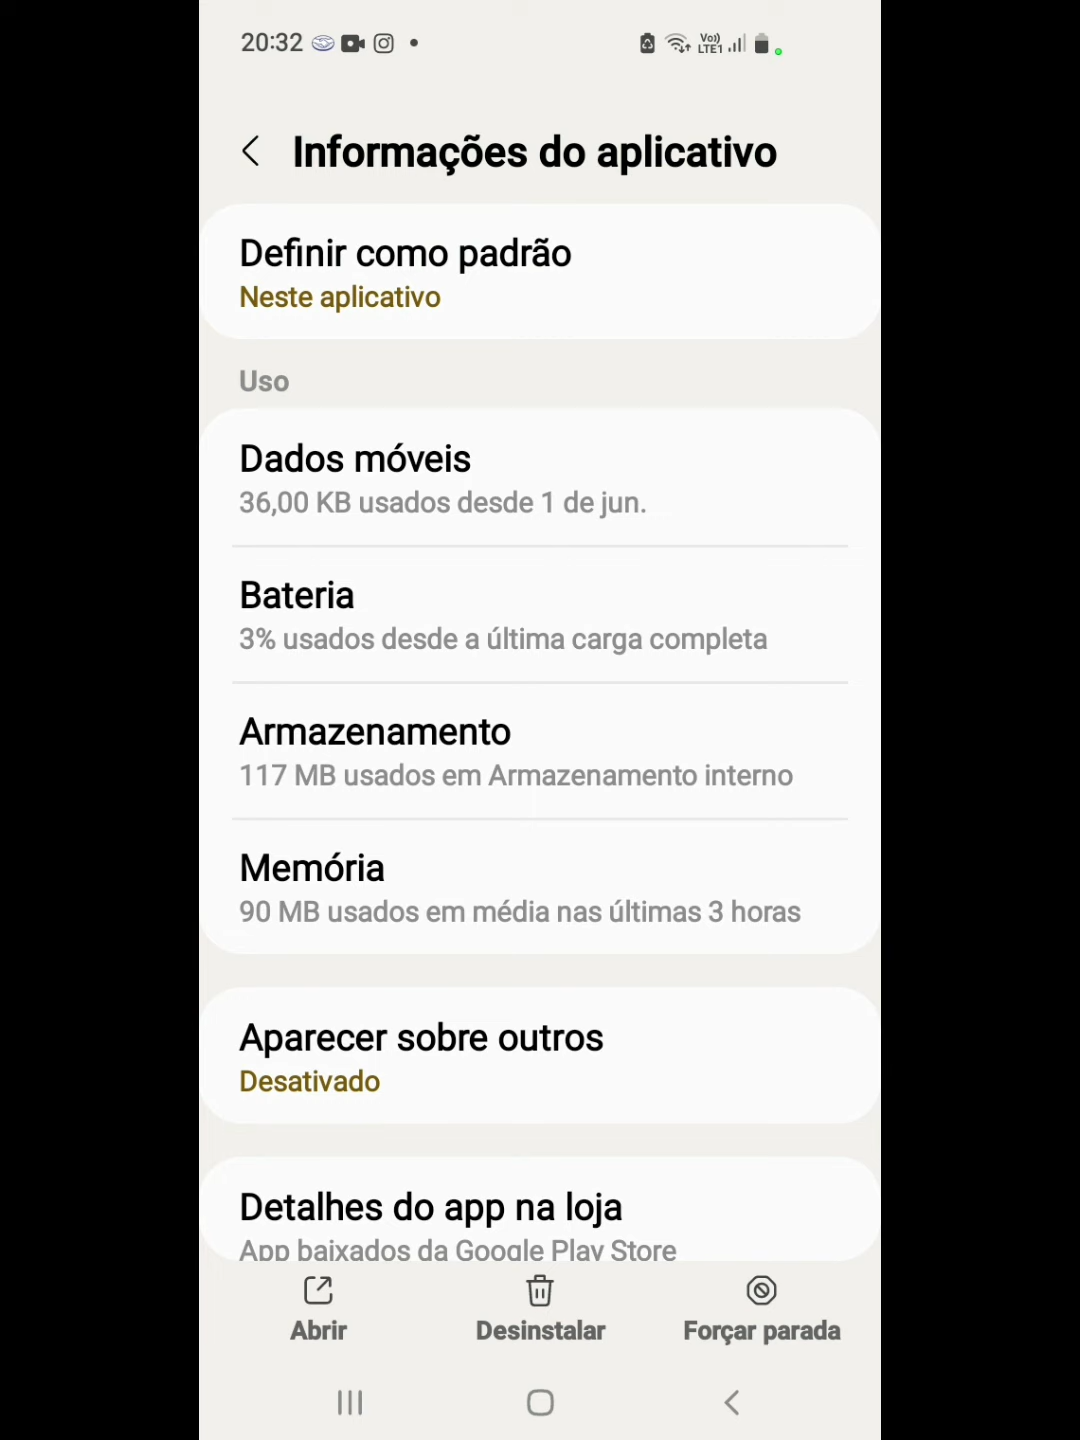 20:32
Vo))
LTE1
Informações do aplicativo
Definir como padrão
Neste aplicativo
Uso
Dados móveis
36,00 KB usados desde 1 de jun.
Bateria
3% usados desde a última carga completa
Armazenamento
117 MB usados em Armazenamento interno
Memória
90 MB usados em média nas últimas 3 horas
Aparecer sobre outros
Desativado
Detalhes do app na loja
App baixados da Google Play Store
Abrir
Desinstalar
Forçar parada